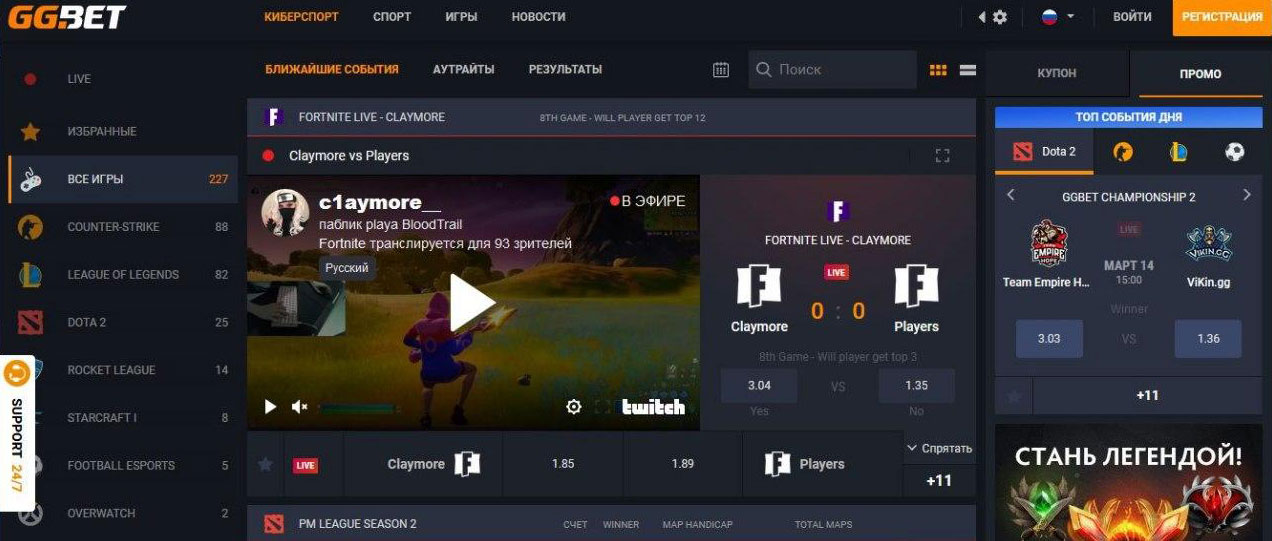 GG.BET
КИБЕРСПОРТ СПОРТ ИГРЫ НОВОСТИ
ВОЙТИ РЕГИСТРАЦИЯ
LIVE
ИЗБРАННЫЕ
ВСЕ ИГРЫ 227
COUNTER-STRIKE 88
LEAGUE OF LEGENDS 82
DOTA 2 25
ROCKET LEAGUE 14
STARCRAFT I 8
FOOTBALL ESPORTS 5
OVERWATCH 2
SUPPORT 24/7
БЛИЖАЙШИЕ СОБЫТИЯ АУТРАЙТЫ РЕЗУЛЬТАТЫ
Поиск
FORTNITE LIVE - CLAYMORE 8TH GAME - WILL PLAYER GET TOP 12
Claymore vs Players
c1aymore__
В ЭФИРЕ
паблик playa BloodTrail
Fortnite транслируется для 93 зрителей
Русский
twitch
FORTNITE LIVE - CLAYMORE
LIVE
0 : 0
Claymore Players
8th Game - Will player get top 3
3.04 VS 1.35
Yes No
LIVE Claymore 1.85 1.89 Players
Спрятать
+11
PM LEAGUE SEASON 2 СЧЕТ WINNER MAP HANDICAP TOTAL MAPS
КУПОН ПРОМО
ТОП СОБЫТИЯ ДНЯ
Dota 2
GGBET CHAMPIONSHIP 2
LIVE
EMPIRE
HOPE
VIKIN.GG
МАРТ 14
15:00
Team Empire H... ViKin.gg
Winner
3.03 VS 1.36
+11
СТАНЬ ЛЕГЕНДОЙ!